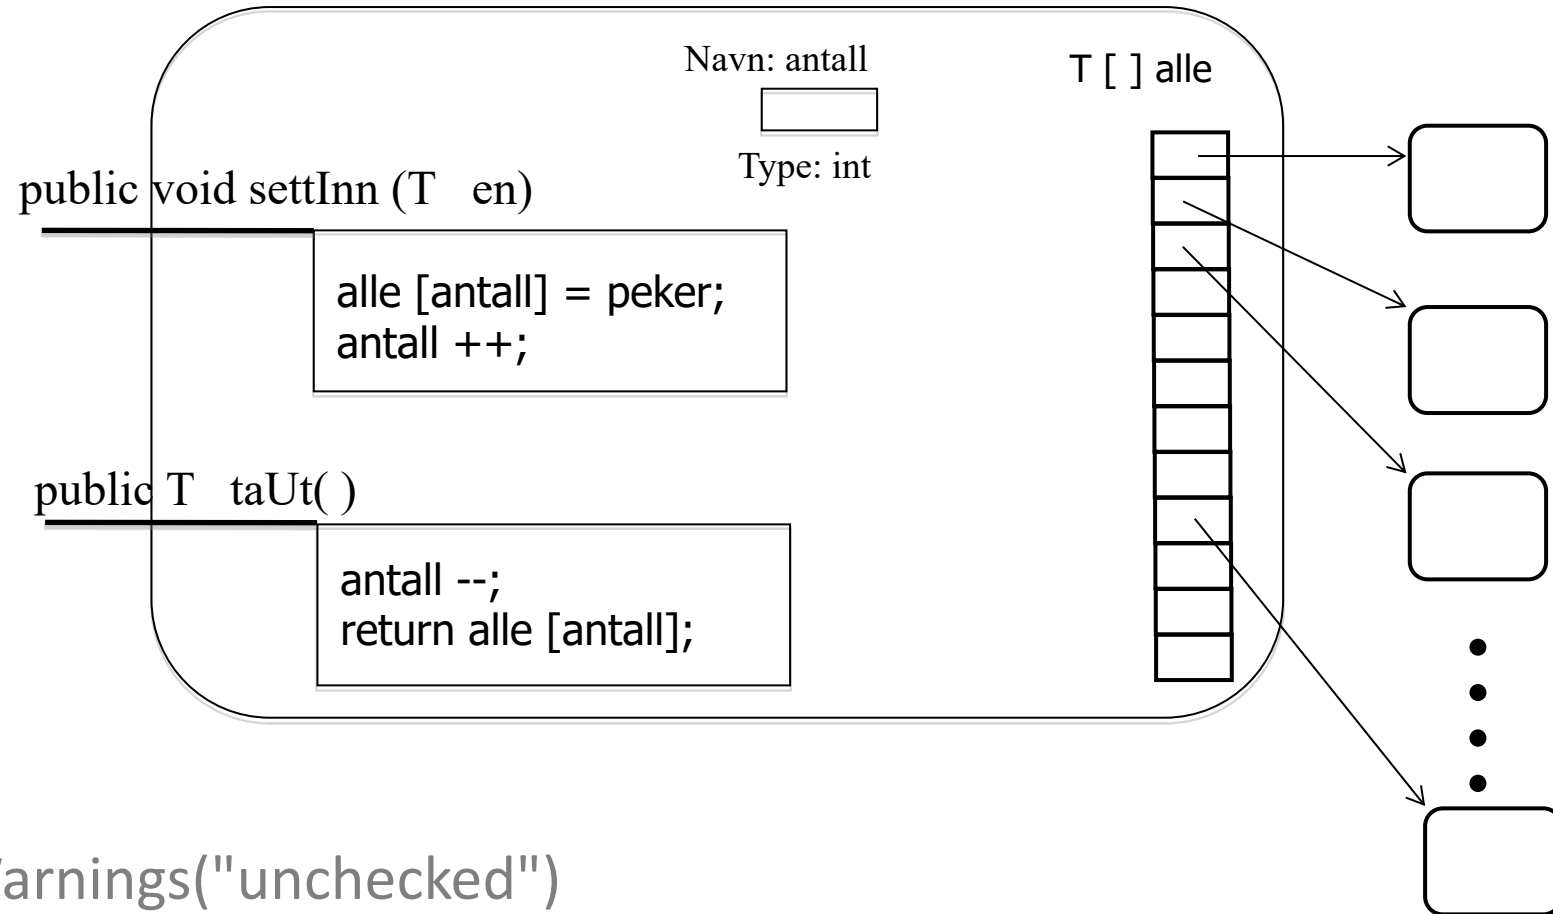 Navn: antall
T [ ] alle
Type: int
public void settInn (T en)
alle [antall] = peker;
antall ++;
public T taUt( )
antall --;
return alle [antall];
arnings("unchecked")